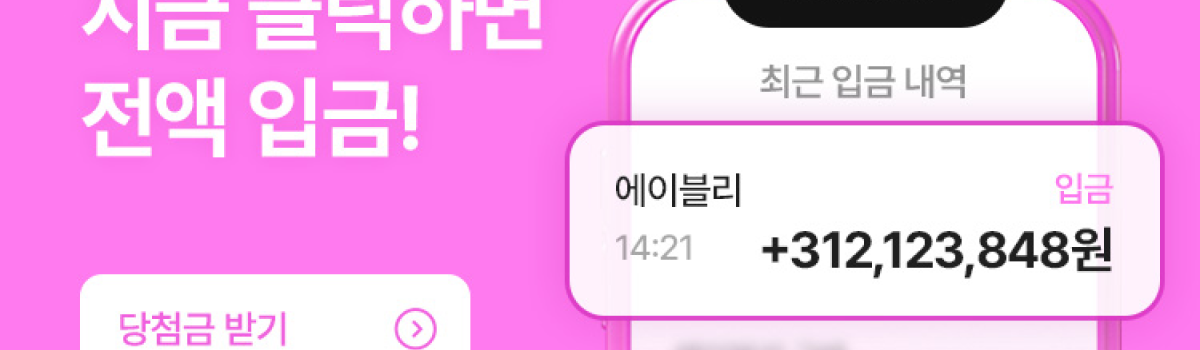 지금 클릭하면
전액 입금!
당첨금 받기
최근 입금 내역
에이블리
입금
14:21
+312,123,848원